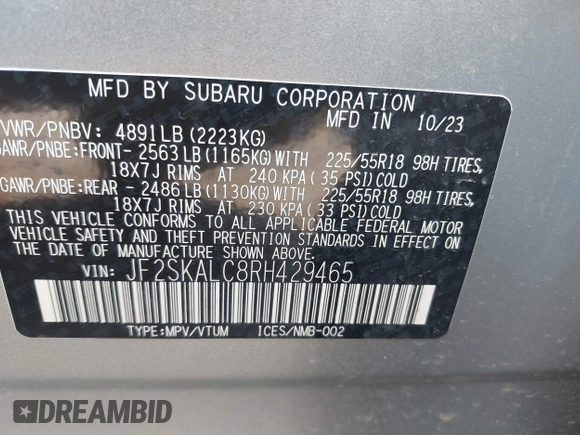 MFD BY SUBARU CORPORATION
MFD IN 10/23
VWR/PNBV: 4891LB (2223KG)
GAWR/PNBE:FRONT- 2563LB(1165KG)WITH 225/55R18 98H TIRES,
18X7J RIMS AT 240 KPA( 35 PSI)COLD
GAWR/PNBE:REAR - 2486LB(1130KG)WITH 225/55R18 98H TIRES,
18X7J RIMS AT 230 KPA( 33 PSI)COLD
THIS VEHICLE CONFORMS TO ALL APPLICABLE FEDERAL MOTOR
VEHICLE SAFETY AND THEFT PREVENTION STANDARDS IN EFFECT
ON THE DATE OF MANUFACTURE SHOWN ABOVE.
VIN: JF2SKALC8RH429465
TYPE:MPV/VTUM ICES/NMB-002
DREAMBID